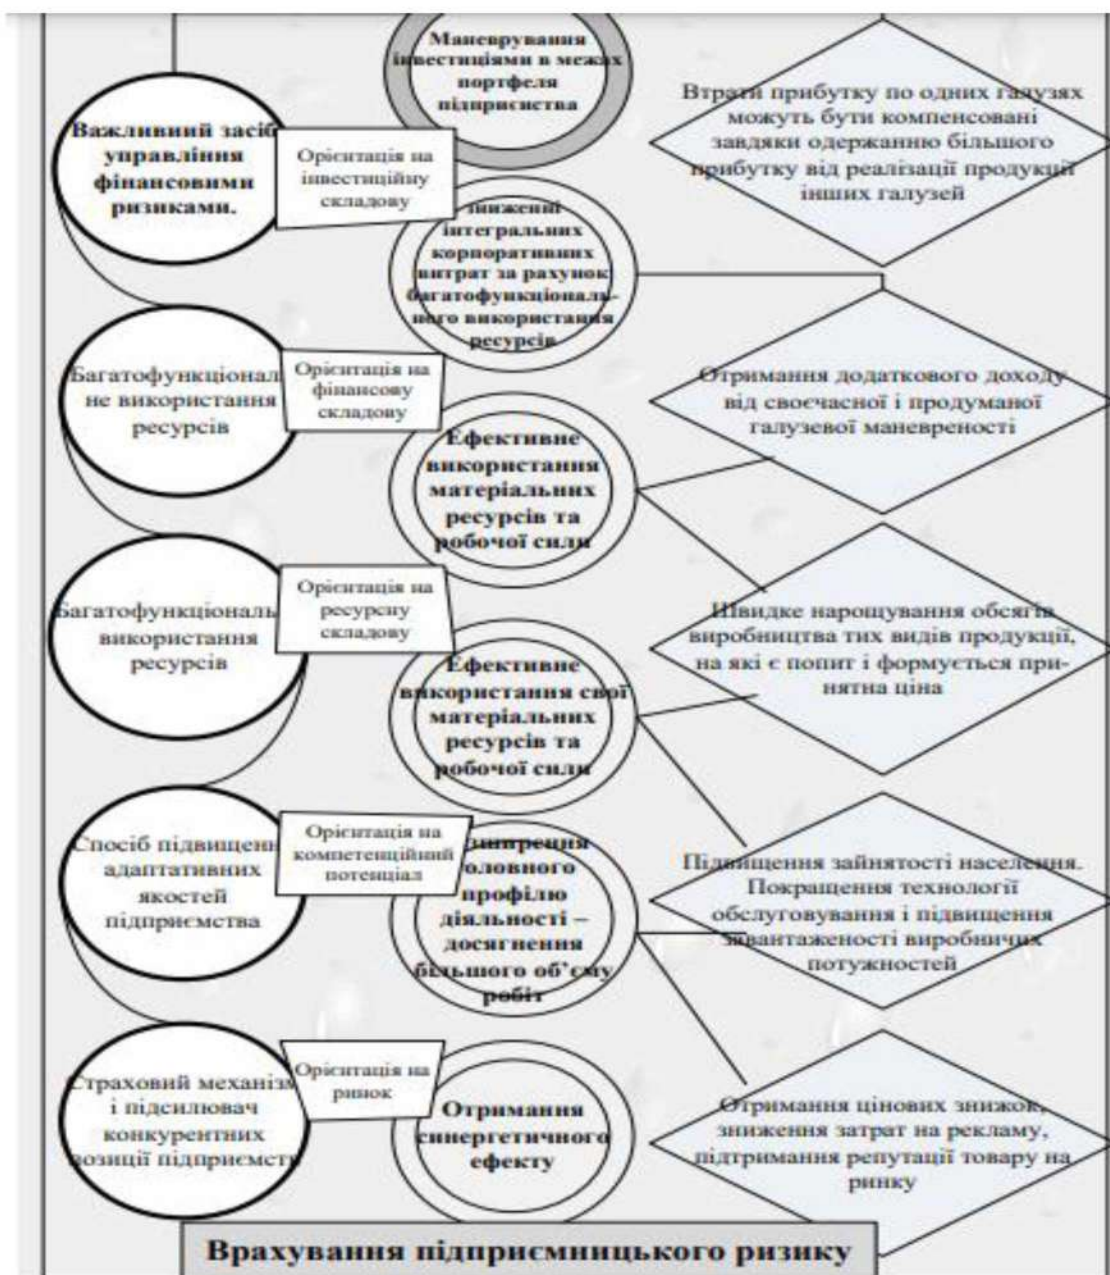 Маневрування
інвестиціями в межах
портфеля
підприємства
Втрати прибутку по одних галузях
можуть бути компенсовані
завдяки одержанню більшого
прибутку від реалізації продукції
інших галузей
Важливий засіб
управління
фінансовими
ризиками.
Орієнтація на
інвестиційну
складову
зниженні
інтегральних
корпоративних
витрат за рахунок
багатофункціональ-
ного використання
ресурсів
Багатофункціонал
не використання
ресурсів
Орієнтація на
фінансову
складову
Отримання додаткового доходу
від своєчасної і продуманої
галузевої маневреності
Ефективне
використання
матеріальних
ресурсів та
робочої сили
Багатофункціональ
використання
ресурсів
Орієнтація на
ресурсну
складову
Швидке нарощування обсягів
виробництва тих видів продукції,
на які є попит і формується при-
нятна ціна
Ефективне
використання свої
матеріальних
ресурсів та
робочої сили
Спосіб підвищенн
адаптативних
якостей
підприємства
Орієнтація на
компетенційний
потенціал
зширення
головного
профілю
діяльності –
досягнення
більшого об’єму
робіт
Підвищення зайнятості населення.
Покращення технології
обслуговування і підвищення
завантаженості виробничих
потужностей
Страховий механізм
і підсилювач
конкурентних
позиції підприємств
Орієнтація на
ринок
Отримання
синергетичного
ефекту
Отримання цінових знижок,
зниження затрат на рекламу,
підтримання репутації товару на
ринку
Врахування підприємницького ризику